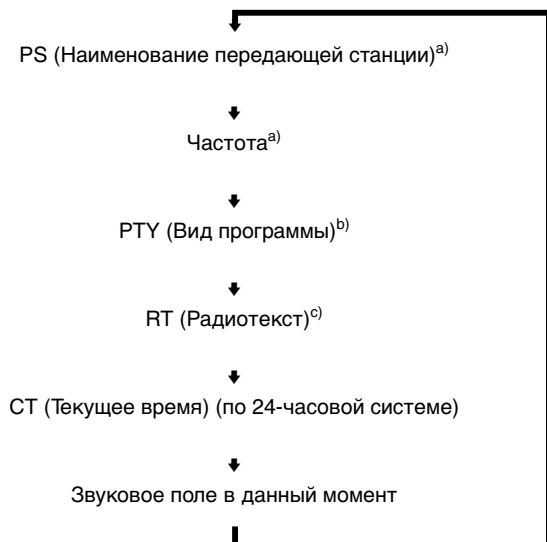 PS (Наименование передающей станции)a)
Частотаa)
PTY (Вид программы)b)
RT (Радиотекст)c)
CT (Текущее время) (по 24-часовой системе)
Звуковое поле в данный момент